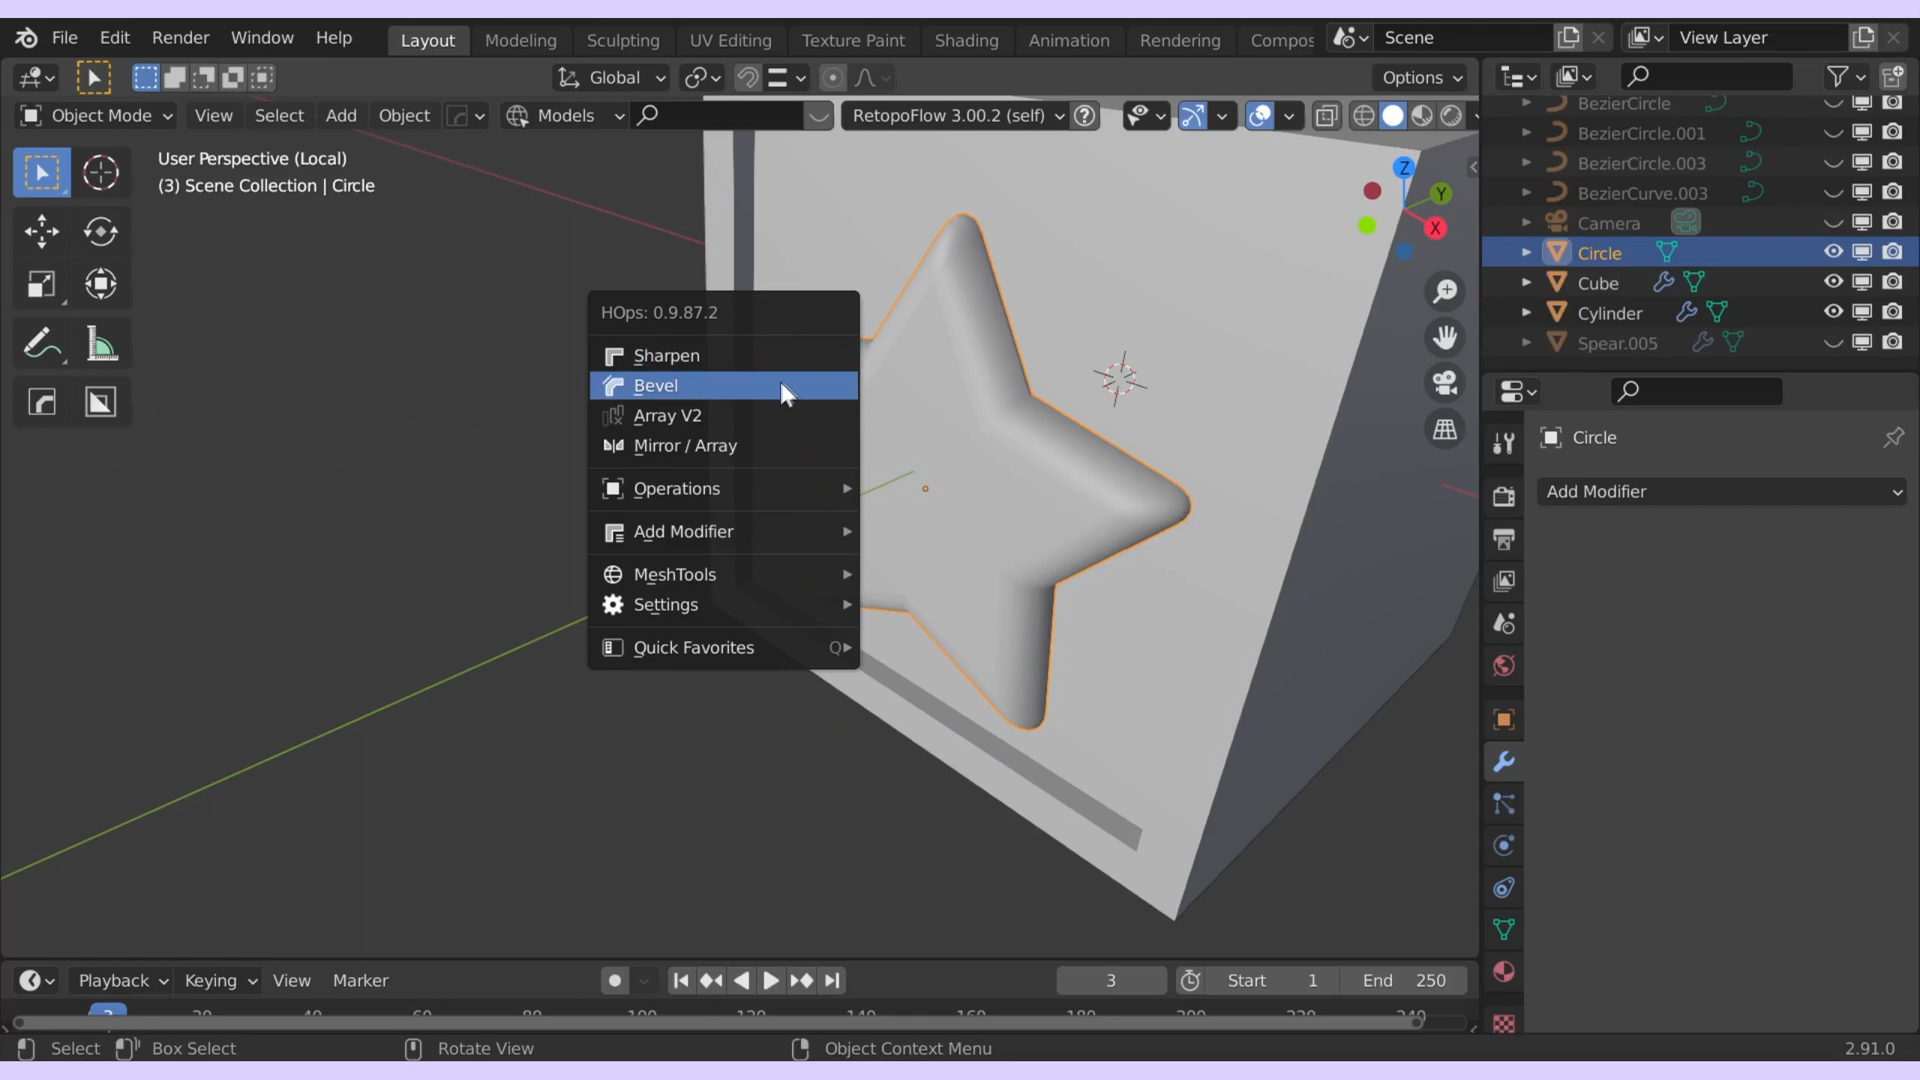 File Edit Render Window Help Layout Modeling Sculpting UV Editing Texture Paint Shading Animation Rendering Compos Scene View Layer
Global Options
Object Mode View Select Add Object Models RetopoFlow 3.00.2 (self)
User Perspective (Local)
(3) Scene Collection | Circle
Z
Y
X
HOps: 0.9.87.2
Sharpen
Bevel
Array V2
Mirror / Array
Operations
Add Modifier
MeshTools
Settings
Quick Favorites Q
BezierCircle
BezierCircle.001
BezierCircle.003
BezierCurve.003
Camera
Circle
Cube
Cylinder
Spear.005
Circle
Add Modifier
Playback Keying View Marker 3 Start 1 End 250
Select Box Select Rotate View Object Context Menu 2.91.0